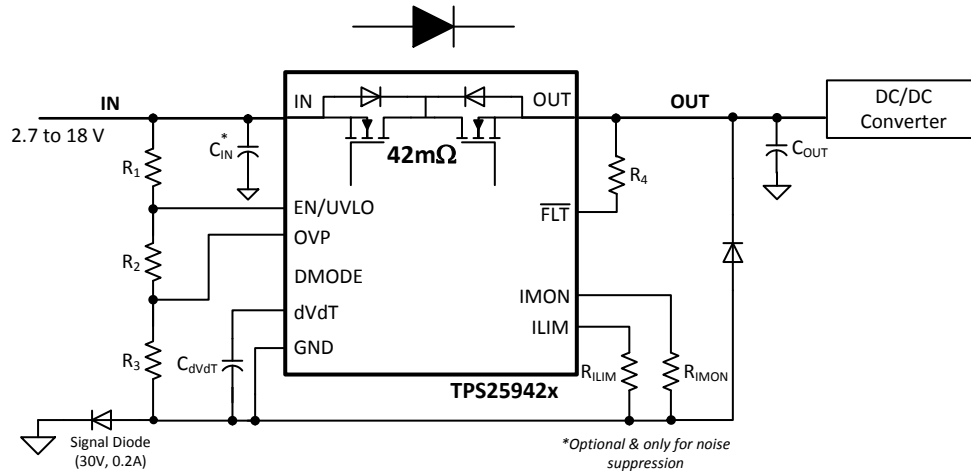 IN
2.7 to 18 V
R1
C*IN
R2
R3
CdVdT
Signal Diode
(30V, 0.2A)
IN
OUT
42mΩ
EN/UVLO
OVP
DMODE
dVdT
GND
FLT
IMON
ILIM
TPS25942x
OUT
R4
COUT
DC/DC
Converter
RILIM
RIMON
*Optional & only for noise
suppression